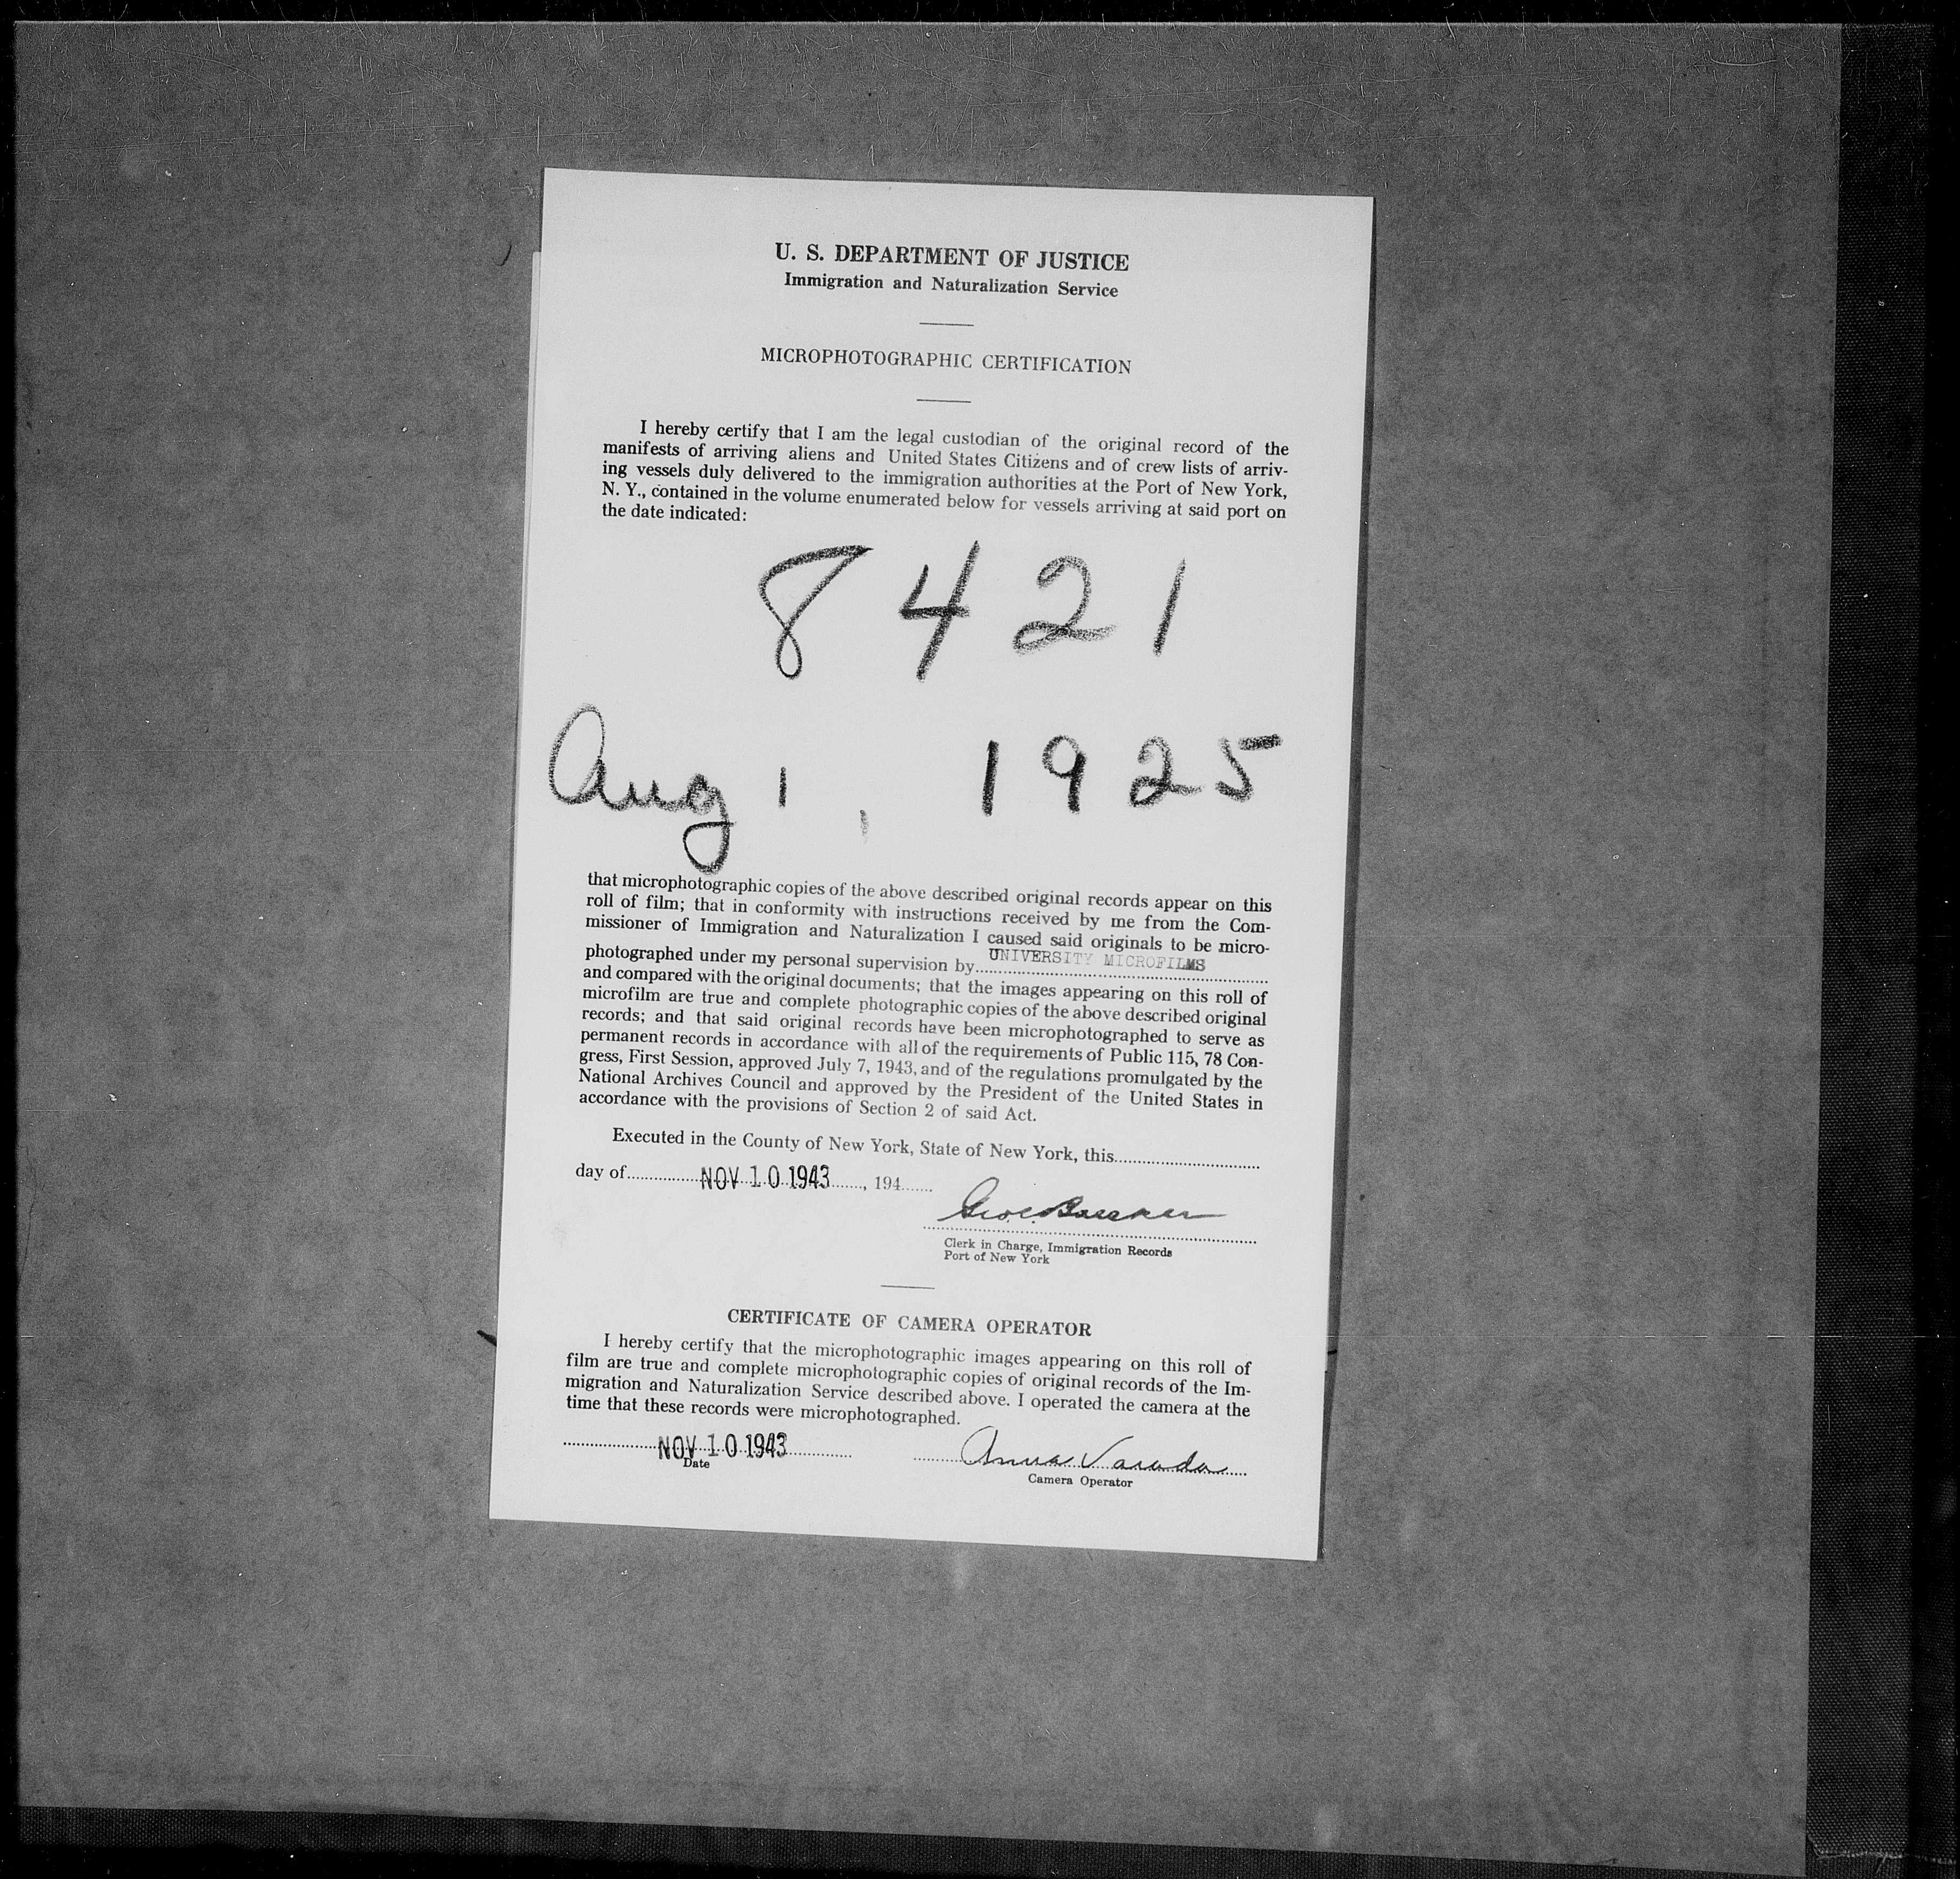 U. S. DEPARTMENT OF JUSTICE
Immigration and Naturalization Service
MICROPHOTOGRAPHIC CERTIFICATION
I hereby certify that I am the legal custodian of the original record of the
manifests of arriving aliens and United States Citizens and of crew lists of arriv-
ing vessels duly delivered to the immigration authorities at the Port of New York,
N. Y., contained in the volume enumerated below for vessels arriving at said port on
the date indicated:
8421
Aug 1, 1925
that microphotographic copies of the above described original records appear on this
roll of film; that in conformity with instructions received by me from the Com-
missioner of Immigration and Naturalization I caused said originals to be micro-
photographed under my personal supervision by UNIVERSITY MICROFILMS
and compared with the original documents; that the images appearing on this roll of
microfilm are true and complete photographic copies of the above described original
records; and that said original records have been microphotographed to serve as
permanent records in accordance with all of the requirements of Public 115, 78 Con-
gress, First Session, approved July 7, 1943, and of the regulations promulgated by the
National Archives Council and approved by the President of the United States in
accordance with the provisions of Section 2 of said Act.
Executed in the County of New York, State of New York, this
day of NOV 10 1943, 194
Clerk in Charge, Immigration Records
Port of New York
CERTIFICATE OF CAMERA OPERATOR
I hereby certify that the microphotographic images appearing on this roll of
film are true and complete microphotographic copies of original records of the Im-
migration and Naturalization Service described above. I operated the camera at the
time that these records were microphotographed.
NOV 10 1943 Anna
Date
Camera Operator